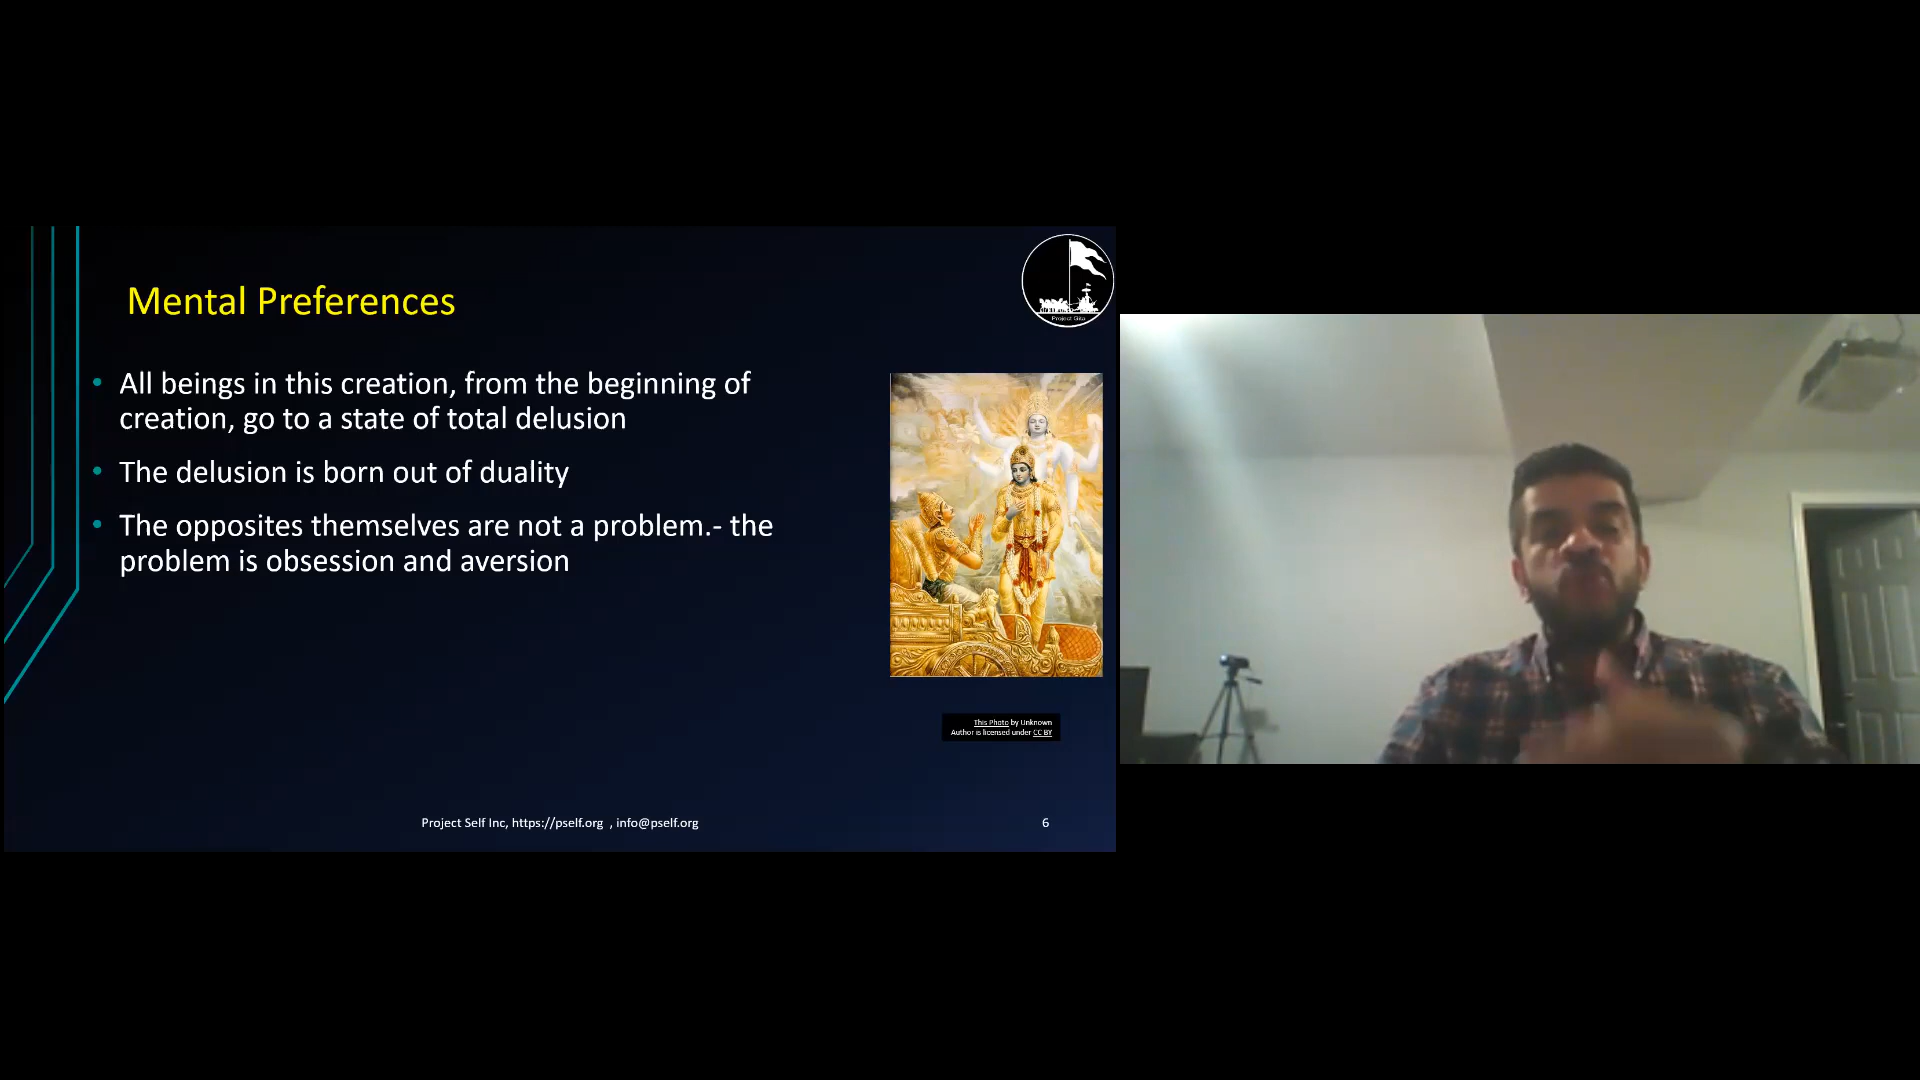 Mental Preferences
All beings in this creation, from the beginning of
creation, go to a state of total delusion
The delusion is born out of duality
The opposites themselves are not a problem.- the
problem is obsession and aversion
Project Gita
This Photo by Unknown
Author is licensed under CC BY
Project Self Inc, https://pself.org , info@pself.org
6